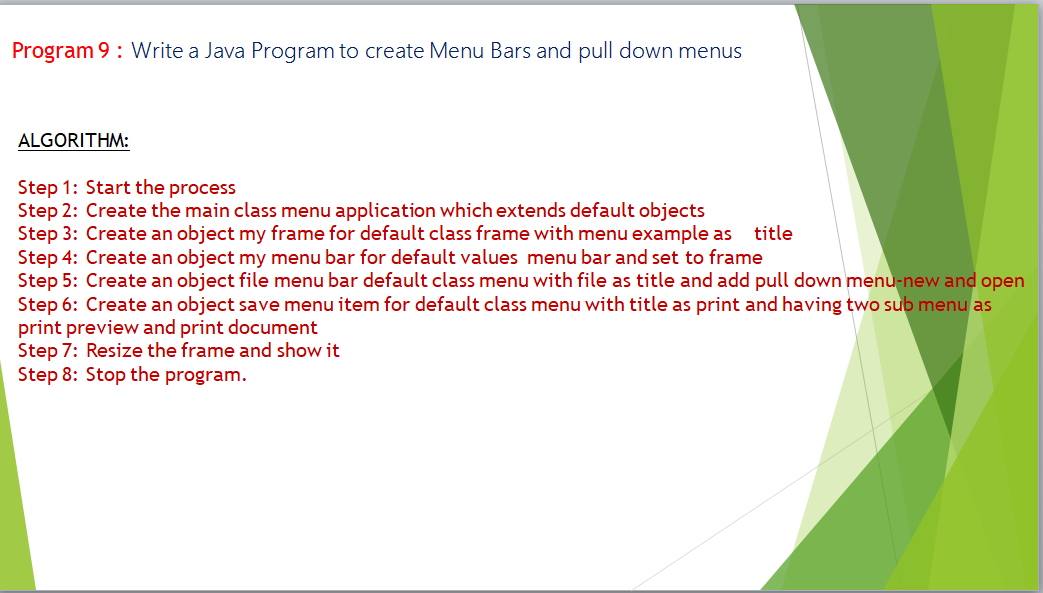 Program 9 : Write a Java Program to create Menu Bars and pull down menus
ALGORITHM:
Step 1: Start the process
Step 2: Create the main class menu application which extends default objects
Step 3: Create an object my frame for default class frame with menu example as title
Step 4: Create an object my menu bar for default values menu bar and set to frame
Step 5: Create an object file menu bar default class menu with file as title and add pull down menu-new and open
Step 6: Create an object save menu item for default class menu with title as print and having two sub menu as
print preview and print document
Step 7: Resize the frame and show it
Step 8: Stop the program.